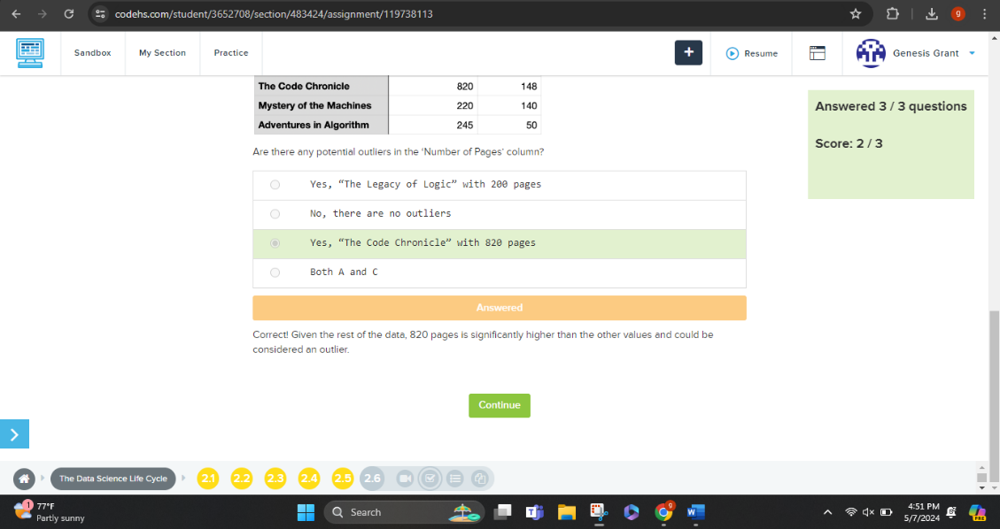 codehs.com/student/3652708/section/483424/assignment/119738113
g
Sandbox
My Section
Practice
+
Resume
Genesis Grant
The Code Chronicle 820 148
Mystery of the Machines 220 140
Adventures in Algorithm 245 50
Answered 3 / 3 questions
Score: 2 / 3
Are there any potential outliers in the 'Number of Pages' column?
Yes, “The Legacy of Logic” with 200 pages
No, there are no outliers
Yes, “The Code Chronicle” with 820 pages
Both A and C
Answered
Correct! Given the rest of the data, 820 pages is significantly higher than the other values and could be
considered an outlier.
Continue
The Data Science Life Cycle
2.1
2.2
2.3
2.4
2.5
2.6
1
77°F
Partly sunny
Search
T
9
W
4:51 PM
5/7/2024
PRE